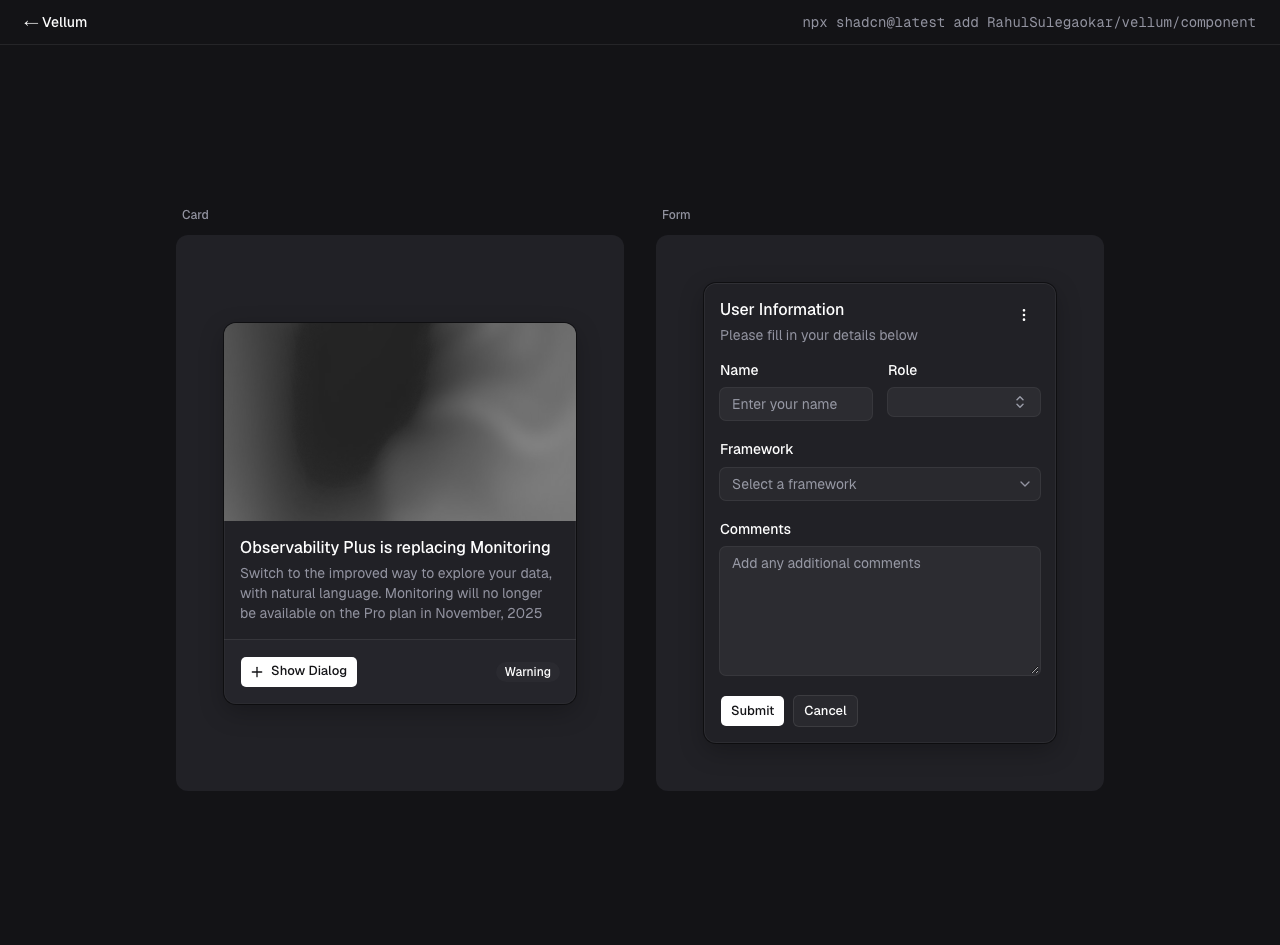 ← Vellum
npx shadcn@latest add RahulSulegaokar/vellum/component
Card
Observability Plus is replacing Monitoring
Switch to the improved way to explore your data,
with natural language. Monitoring will no longer
be available on the Pro plan in November, 2025
Show Dialog
Warning
Form
User Information
Please fill in your details below
Name
Role
Enter your name
Framework
Select a framework
Comments
Add any additional comments
Submit
Cancel